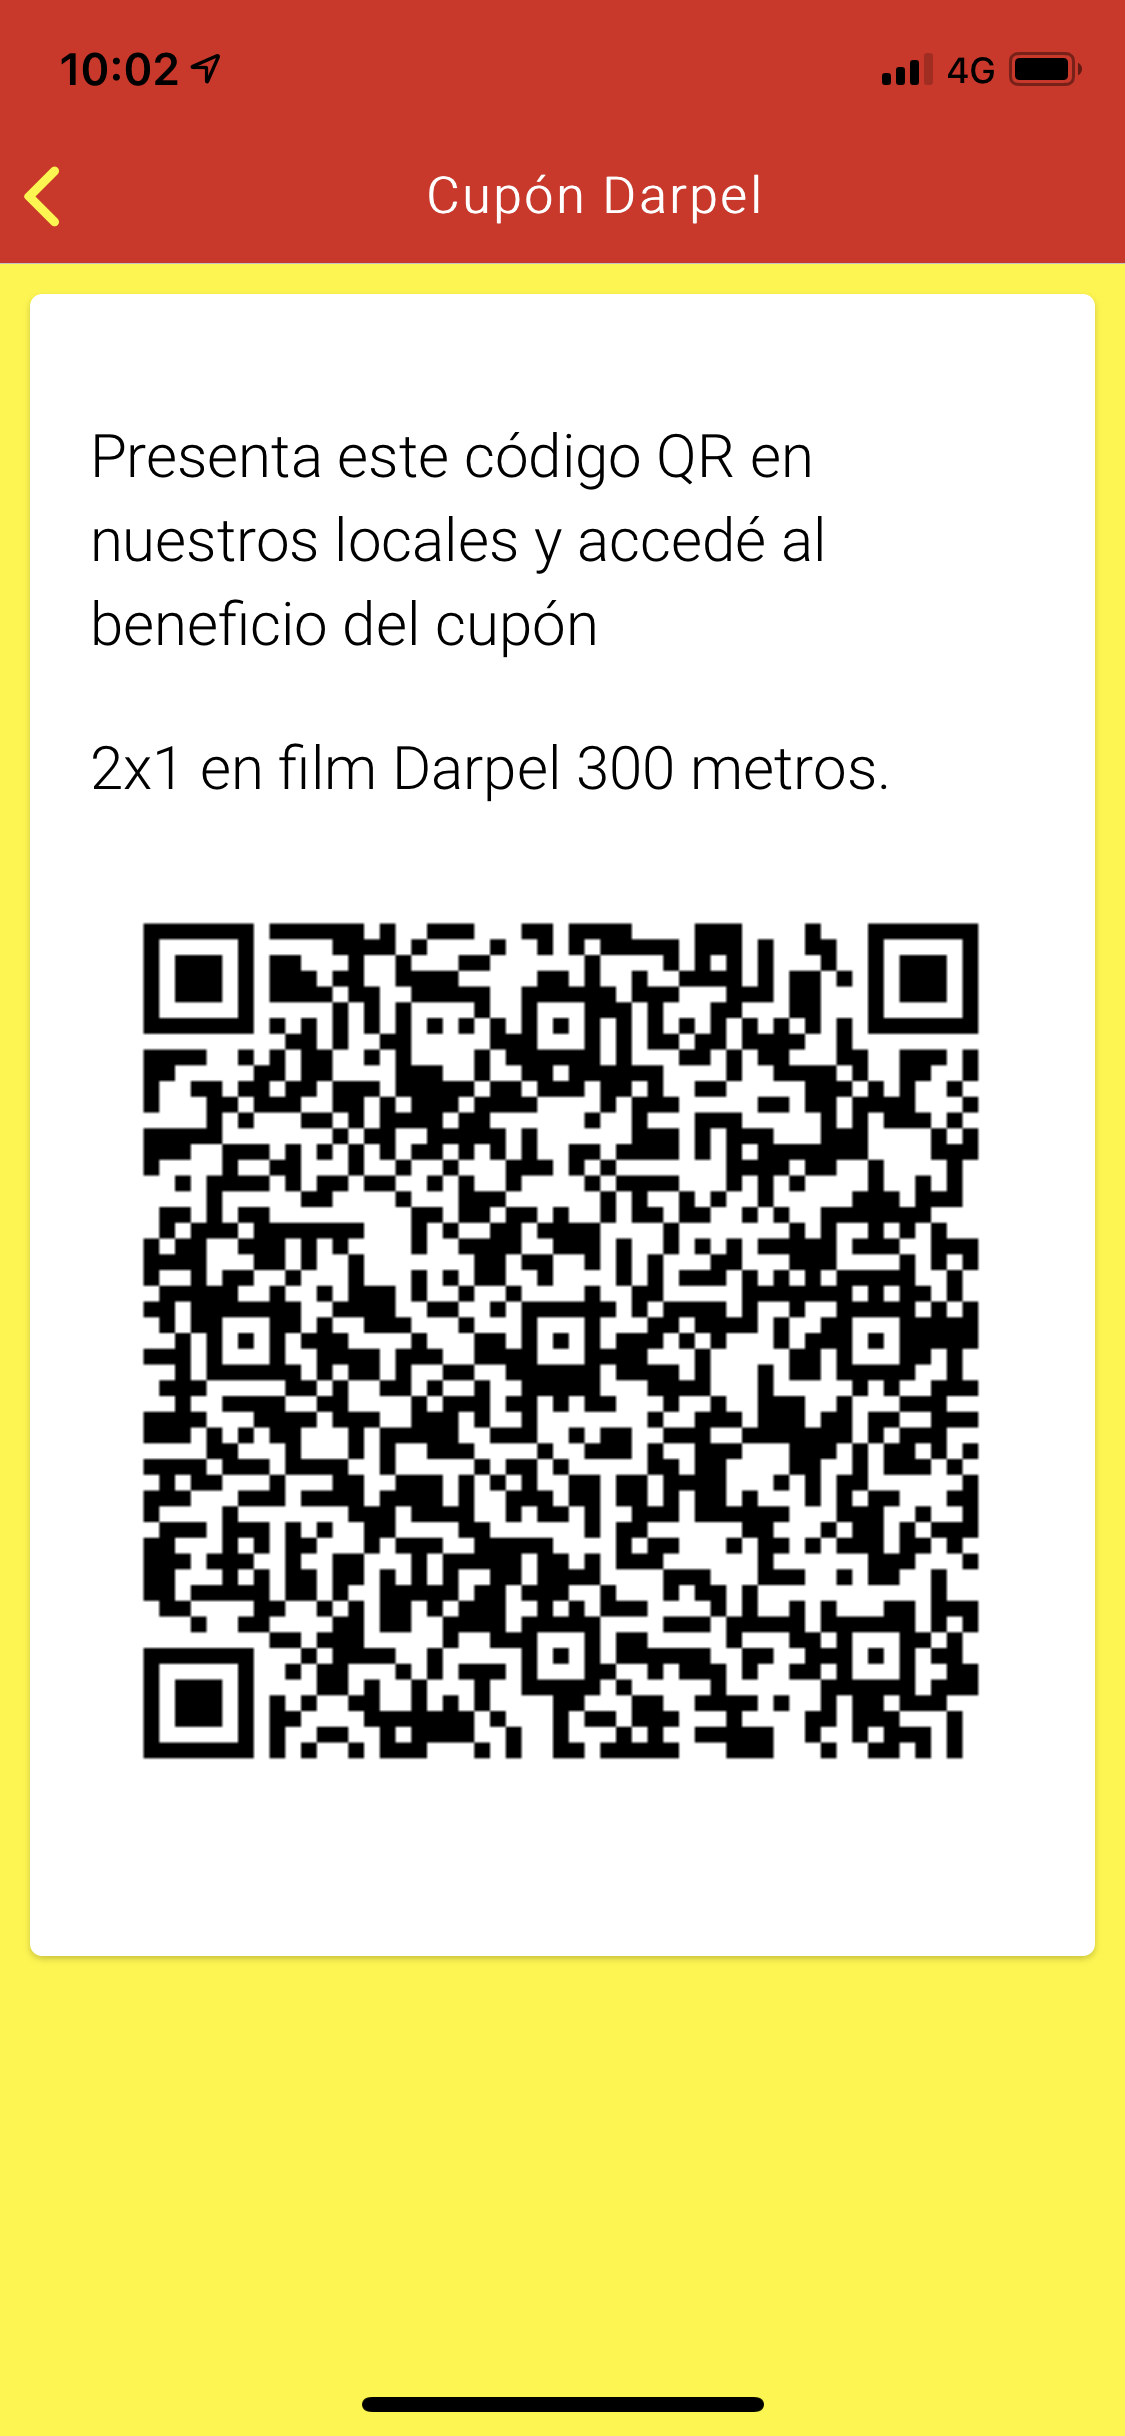 10:02
4G
Cupón Darpel
Presenta este código QR en
nuestros locales y accedé al
beneficio del cupón
2x1 en film Darpel 300 metros.